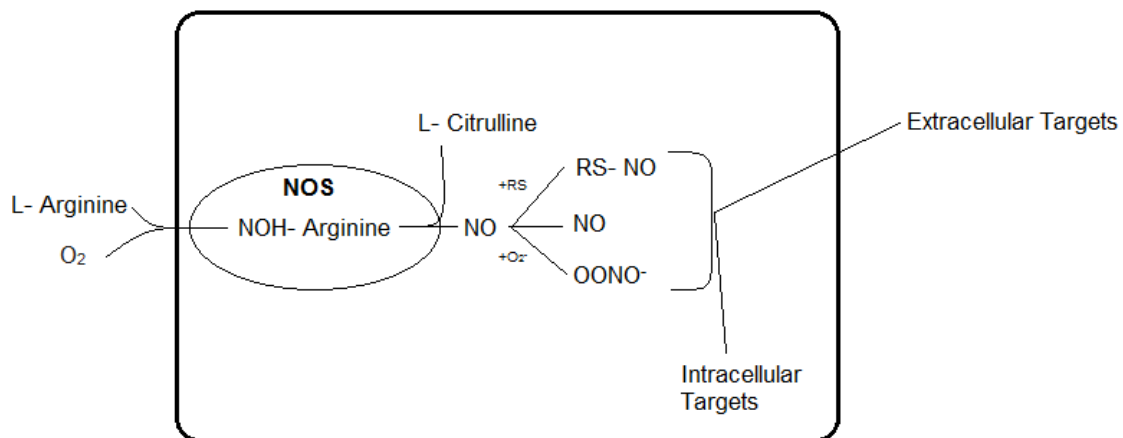 L- Citrulline
Extracellular Targets
NOS
+RS
RS- NO
L- Arginine
NOH- Arginine
NO
NO
O₂
+O₂⁻
OONO⁻
Intracellular
Targets